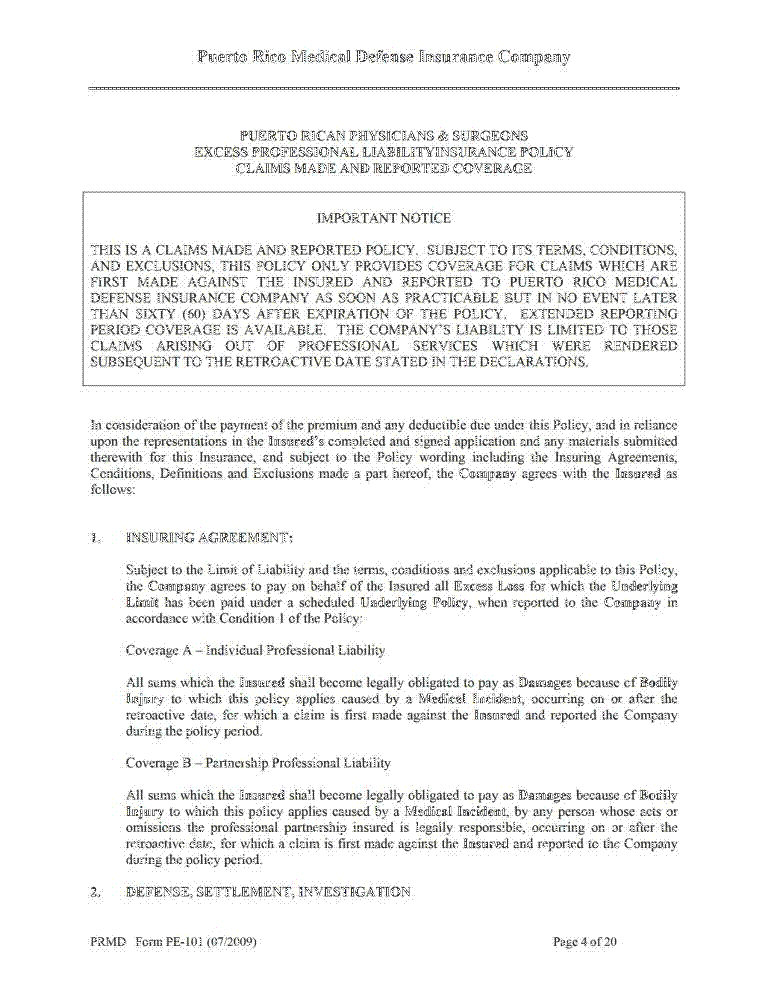 Puerto Rico Medical Defense Insurance Company
PUERTO RICAN PHYSICIANS & SURGEONS
EXCESS PROFESSIONAL LIABILITYINSURANCE POLICY
CLAIMS MADE AND REPORTED COVERAGE
IMPORTANT NOTICE
THIS IS A CLAIMS MADE AND REPORTED POLICY. SUBJECT TO ITS TERMS, CONDITIONS,
AND EXCLUSIONS, THIS POLICY ONLY PROVIDES COVERAGE FOR CLAIMS WHICH ARE
FIRST MADE AGAINST THE INSURED AND REPORTED TO PUERTO RICO MEDICAL
DEFENSE INSURANCE COMPANY AS SOON AS PRACTICABLE BUT IN NO EVENT LATER
THAN SIXTY (60) DAYS AFTER EXPIRATION OF THE POLICY. EXTENDED REPORTING
PERIOD COVERAGE IS AVAILABLE. THE COMPANY'S LIABILITY IS LIMITED TO THOSE
CLAIMS ARISING OUT OF PROFESSIONAL SERVICES WHICH WERE RENDERED
SUBSEQUENT TO THE RETROACTIVE DATE STATED IN THE DECLARATIONS.
In consideration of the payment of the premium and any deductible due under this Policy, and in reliance
upon the representations in the Insured's completed and signed application and any materials submitted
therewith for this Insurance, and subject to the Policy wording including the Insuring Agreements,
Conditions, Definitions and Exclusions made a part hereof, the Company agrees with the Insured as
follows:
1. INSURING AGREEMENT:
Subject to the Limit of Liability and the terms, conditions and exclusions applicable to this Policy,
the Company agrees to pay on behalf of the Insured all Excess Loss for which the Underlying
Limit has been paid under a scheduled Underlying Policy, when reported to the Company in
accordance with Condition 1 of the Policy:
Coverage A – Individual Professional Liability
All sums which the Insured shall become legally obligated to pay as Damages because of Bodily
Injury to which this policy applies caused by a Medical Incident, occurring on or after the
retroactive date, for which a claim is first made against the Insured and reported the Company
during the policy period.
Coverage B – Partnership Professional Liability
All sums which the Insured shall become legally obligated to pay as Damages because of Bodily
Injury to which this policy applies caused by a Medical Incident, by any person whose acts or
omissions the professional partnership insured is legally responsible, occurring on or after the
retroactive date, for which a claim is first made against the Insured and reported to the Company
during the policy period.
2. DEFENSE, SETTLEMENT, INVESTIGATION
PRMD Form PE-101 (07/2009) Page 4 of 20